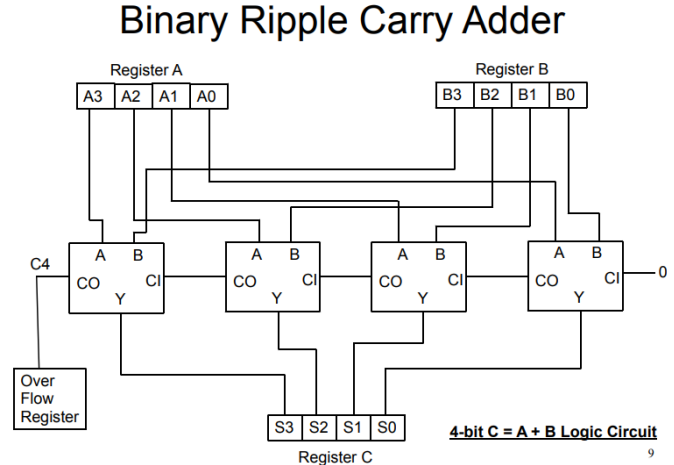 Binary Ripple Carry Adder
Register A
Register B
A3 A2 A1 A0
B3 B2 B1 B0
A B
A B
A B
A B
C4
CO CI
CO CI
CO CI
CO CI
0
Y
Y
Y
Y
Over
Flow
Register
S3 S2 S1 S0
Register C
4-bit C = A + B Logic Circuit
9